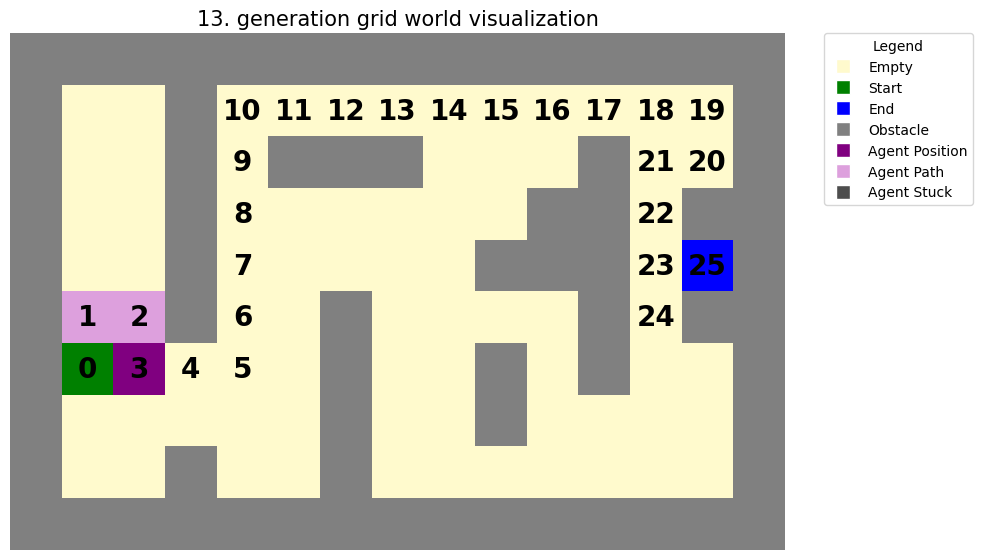 13. generation grid world visualization
Legend
Empty
Start
End
Obstacle
Agent Position
Agent Path
Agent Stuck
10 11 12 13 14 15 16 17 18 19
9 21 20
8 22
7 23 25
1 2 6 24
0 3 4 5